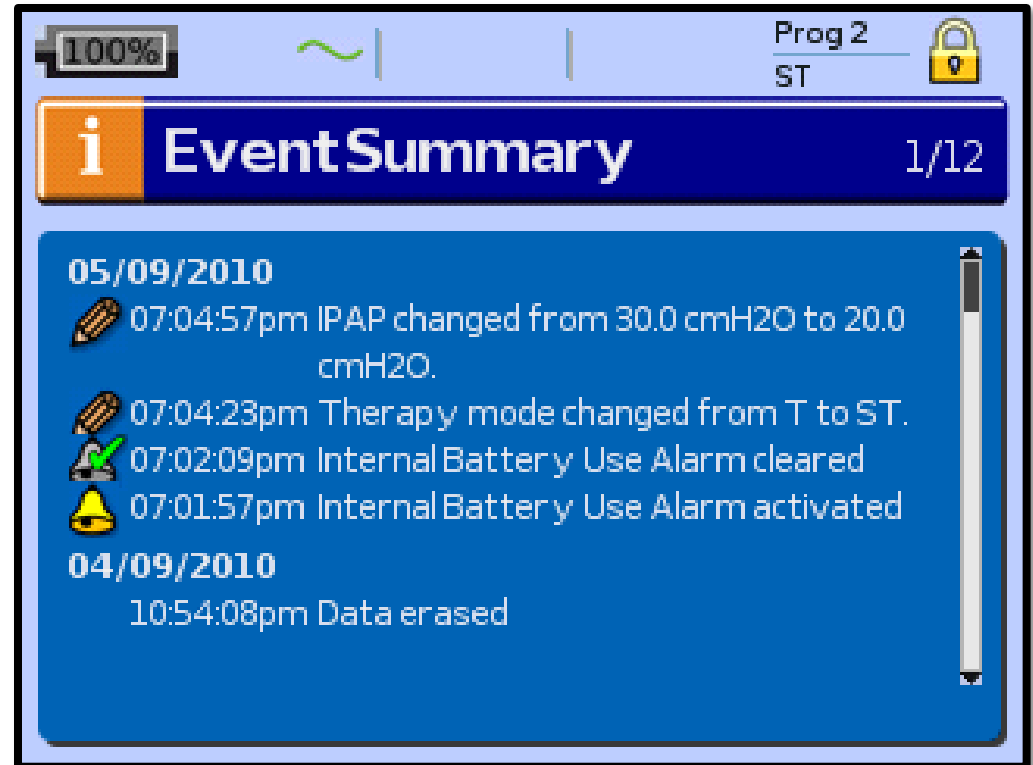 100%
Prog 2
ST
i Event Summary 1/12
05/09/2010
07:04:57pm IPAP changed from 30.0 cmH2O to 20.0
cmH2O.
07:04:23pm Therapy mode changed from T to ST.
07:02:09pm Internal Battery Use Alarm cleared
07:01:57pm Internal Battery Use Alarm activated
04/09/2010
10:54:08pm Data erased